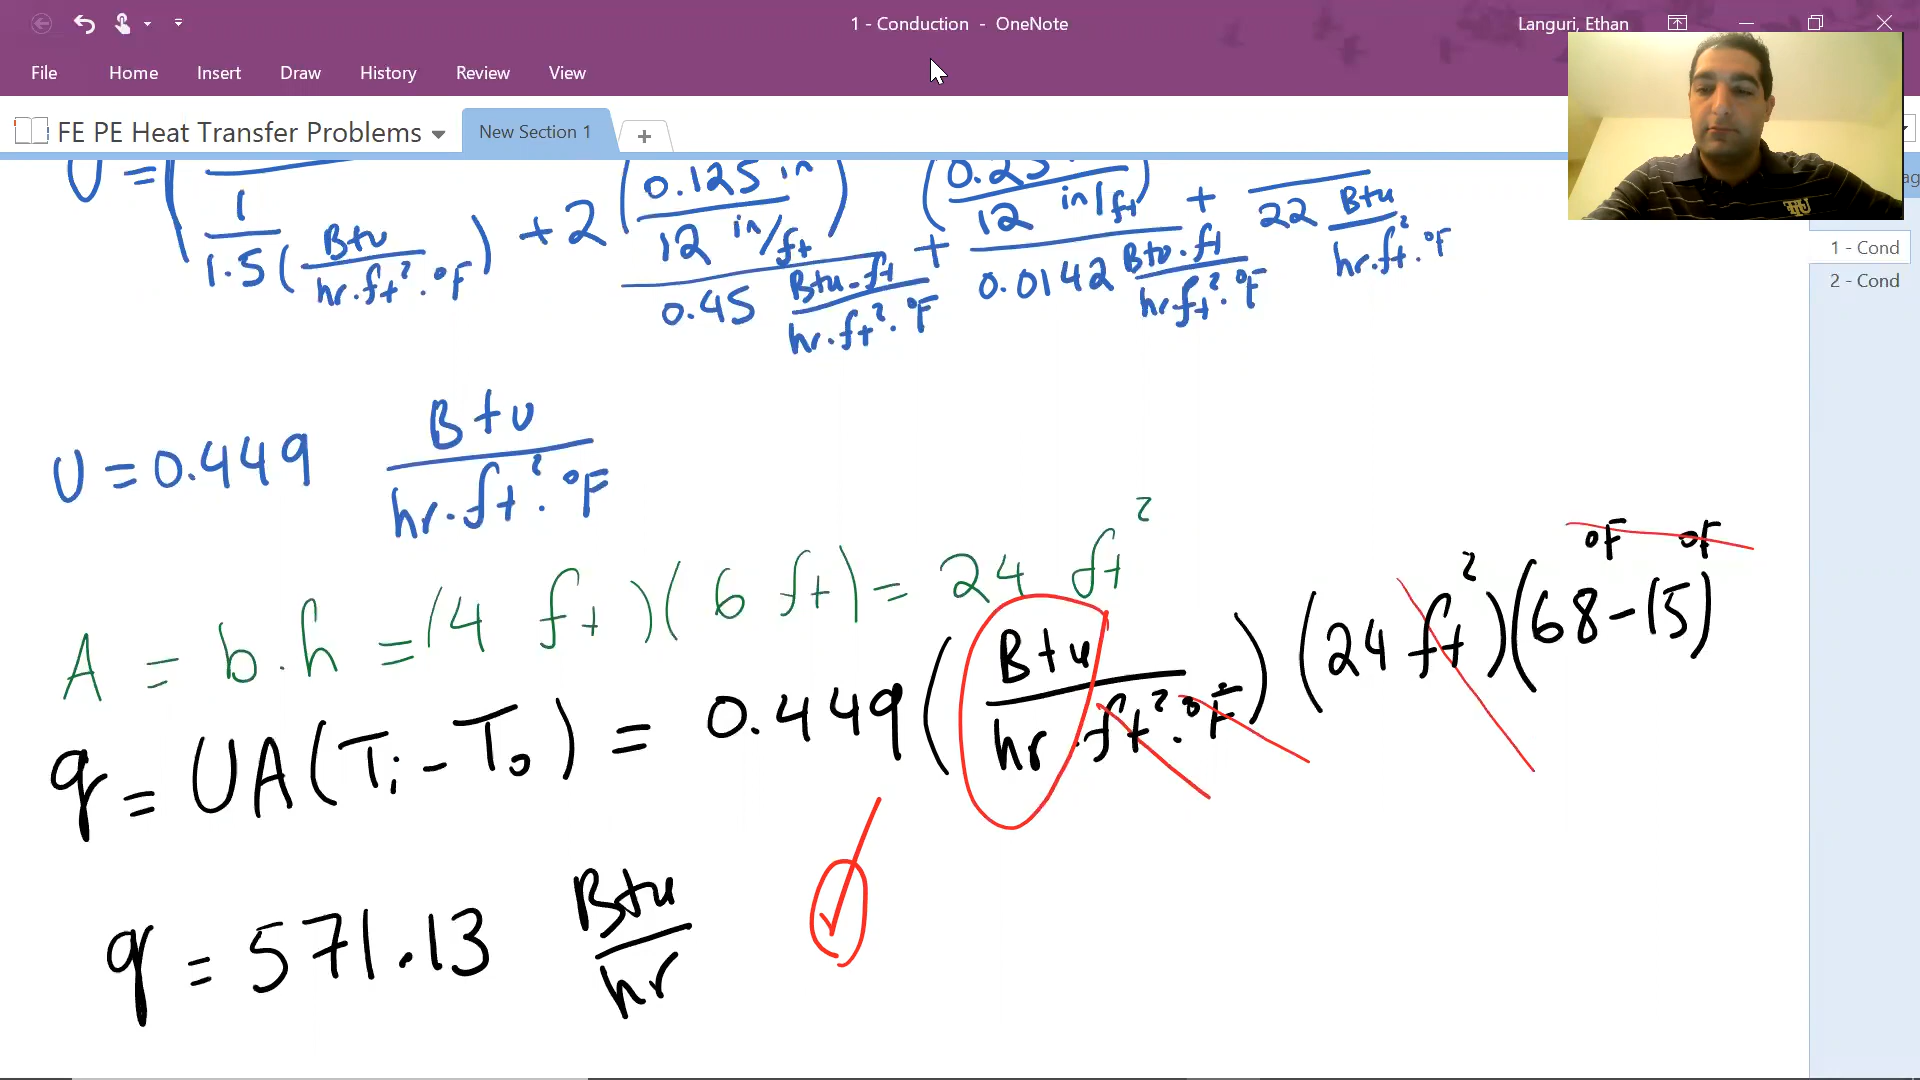 1 - Conduction - OneNote
Languri, Ethan
File Home Insert Draw History Review View
FE PE Heat Transfer Problems
New Section 1
+
1 - Cond
2 - Cond
U = ( 1 / 1.5 (Btu / hr.ft².°F) + 2 (0.125 in / 12 in/ft) / 0.45 Btu-ft / hr.ft².°F + (0.25 / 12 in/ft) / 0.0142 Btu.ft / hr.ft².°F + 22 Btu / hr.ft².°F
U = 0.449 Btu / hr.ft².°F
A = b.h = (4 ft)(6 ft) = 24 ft²
q = UA(Ti - To) = 0.449 (Btu / hr.ft².°F) (24 ft²)(68 - 15) °F °F
q = 571.13 Btu / hr